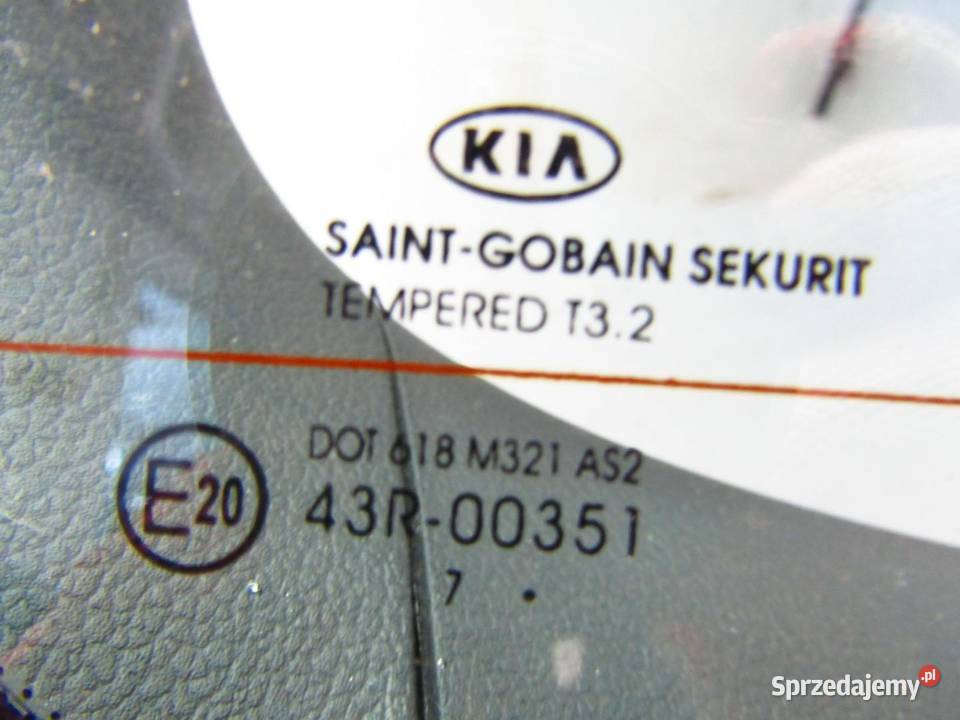 KIA
SAINT-GOBAIN SEKURIT
TEMPERED T3.2
DOT 618 M321 AS2
E20
43R-00351
7 .
Sprzedajemy.pl